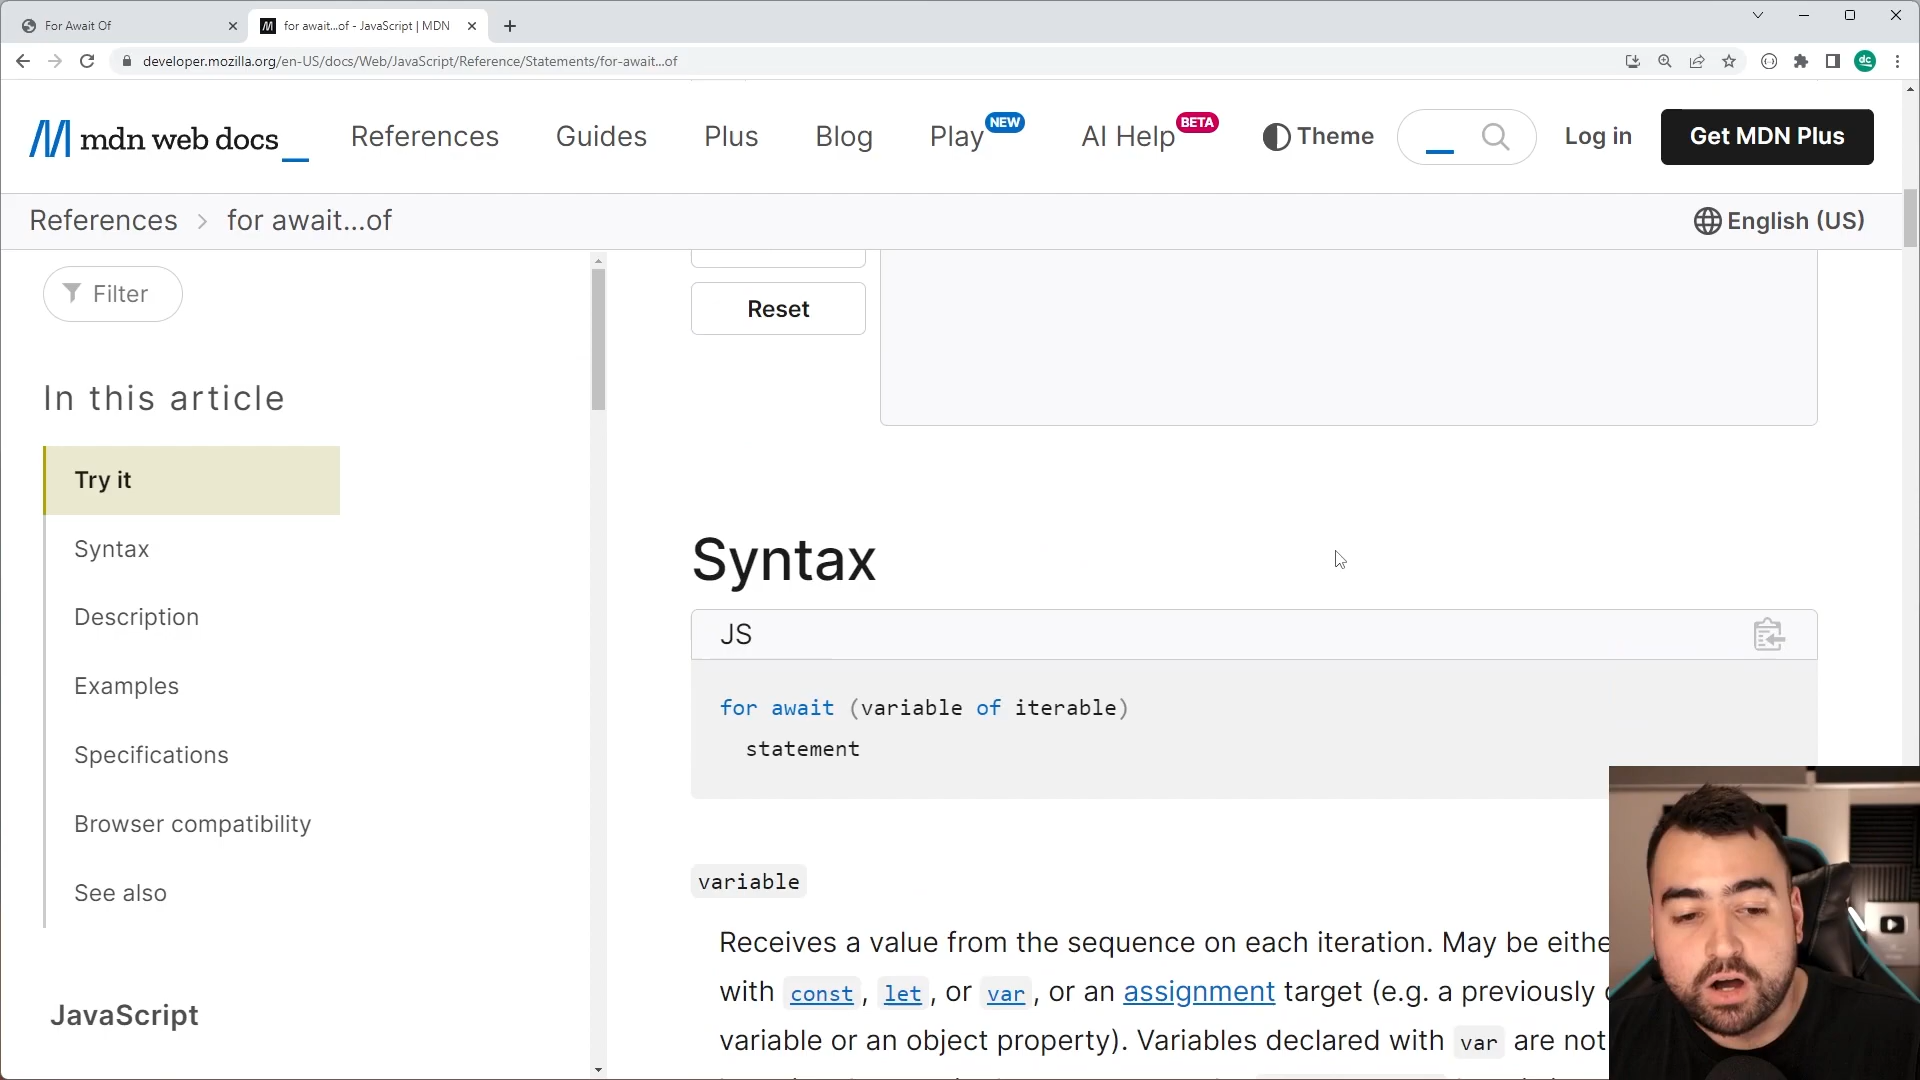 For Await Of
for await...of - JavaScript | MDN
developer.mozilla.org/en-US/docs/Web/JavaScript/Reference/Statements/for-await...of
dc
mdn web docs_
References
Guides
Plus
Blog
Play NEW
AI Help BETA
Theme
Log in
Get MDN Plus
References > for await...of
English (US)
Filter
In this article
Try it
Syntax
Description
Examples
Specifications
Browser compatibility
See also
JavaScript
Reset
Syntax
JS
for await (variable of iterable)
statement
variable
Receives a value from the sequence on each iteration. May be eithe
with const, let, or var, or an assignment target (e.g. a previously
variable or an object property). Variables declared with var are not